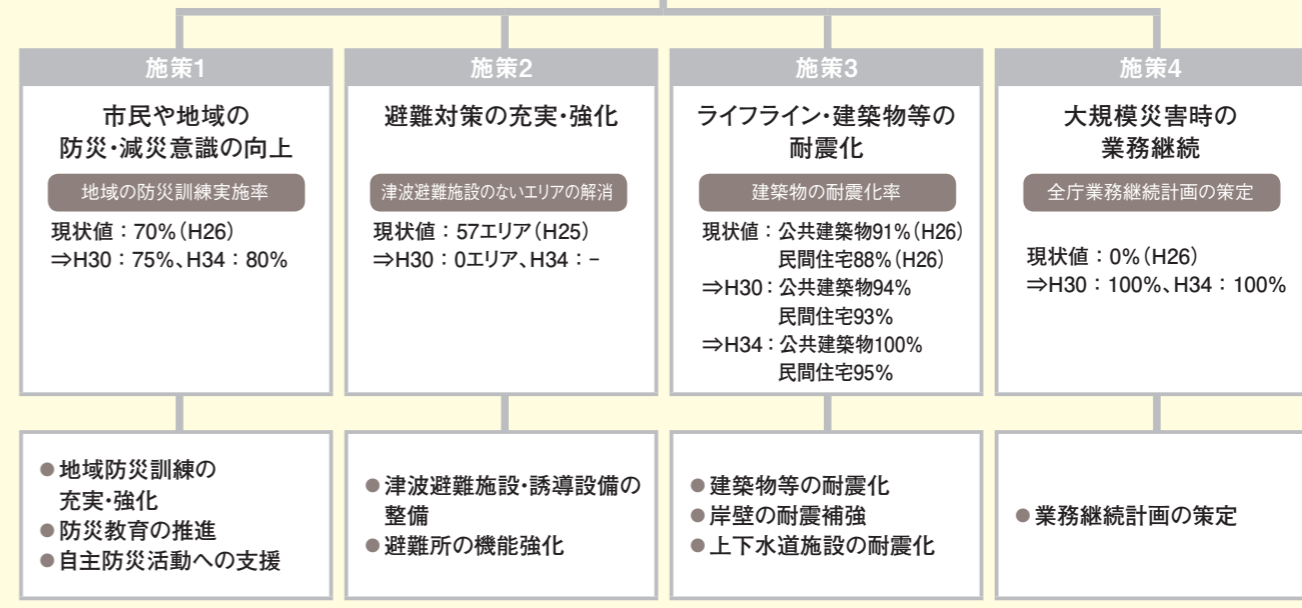 施策1
市民や地域の
防災・減災意識の向上
地域の防災訓練実施率
現状値：70%(H26)
⇒H30：75%、H34：80%
●地域防災訓練の
充実・強化
●防災教育の推進
●自主防災活動への支援
施策2
避難対策の充実・強化
津波避難施設のないエリアの解消
現状値：57エリア(H25)
⇒H30：0エリア、H34：−
●津波避難施設・誘導設備の
整備
●避難所の機能強化
施策3
ライフライン・建築物等の
耐震化
建築物の耐震化率
現状値：公共建築物91%(H26)
民間住宅88%(H26)
⇒H30：公共建築物94%
民間住宅93%
⇒H34：公共建築物100%
民間住宅95%
●建築物等の耐震化
●岸壁の耐震補強
●上下水道施設の耐震化
施策4
大規模災害時の
業務継続
全庁業務継続計画の策定
現状値：0%(H26)
⇒H30：100%、H34：100%
●業務継続計画の策定